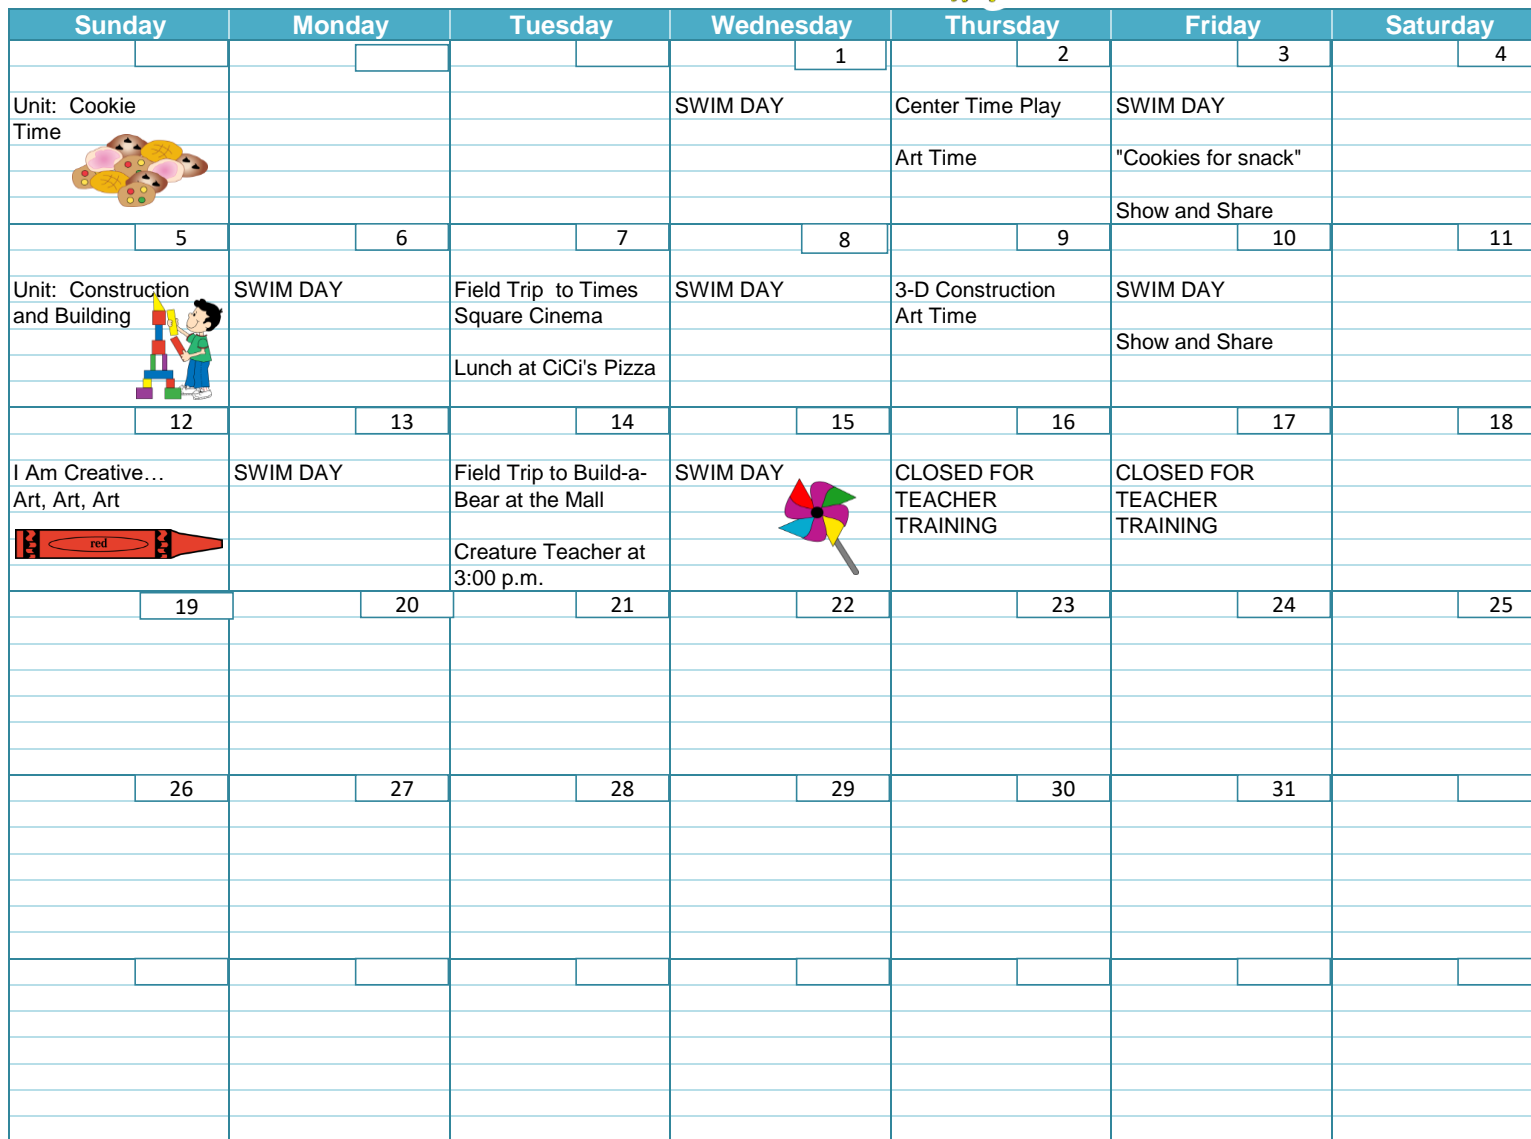 Sunday Monday Tuesday Wednesday Thursday Friday Saturday
1 2 3 4
Unit:  Cookie
Time
SWIM DAY
Center Time Play
Art Time
SWIM DAY
"Cookies for snack"
Show and Share
5 6 7 8 9 10 11
Unit:  Construction
and Building
SWIM DAY
Field Trip  to Times
Square Cinema
Lunch at CiCi's Pizza
SWIM DAY
3-D Construction
Art Time
SWIM DAY
Show and Share
12 13 14 15 16 17 18
I Am Creative…
Art, Art, Art
red
SWIM DAY
Field Trip to Build-a-
Bear at the Mall
Creature Teacher at
3:00 p.m.
SWIM DAY
CLOSED FOR
TEACHER
TRAINING
CLOSED FOR
TEACHER
TRAINING
19 20 21 22 23 24 25
26 27 28 29 30 31